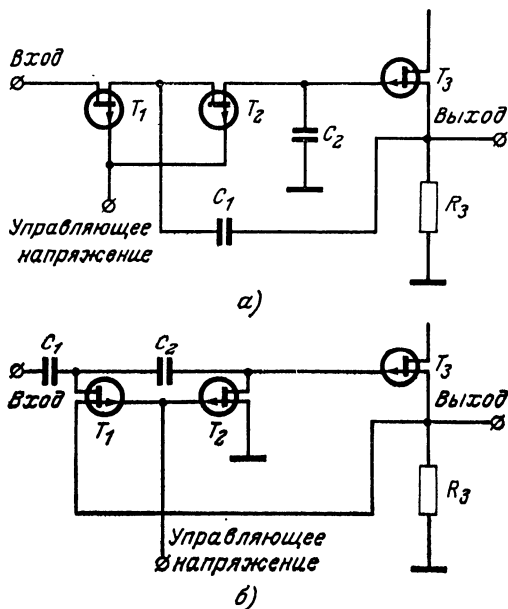 Вход
T₁
T₂
T₃
Выход
C₂
C₁
R₃
Управляющее
напряжение
а)
C₁
C₂
T₃
Вход
T₁
T₂
Выход
R₃
Управляющее
напряжение
б)